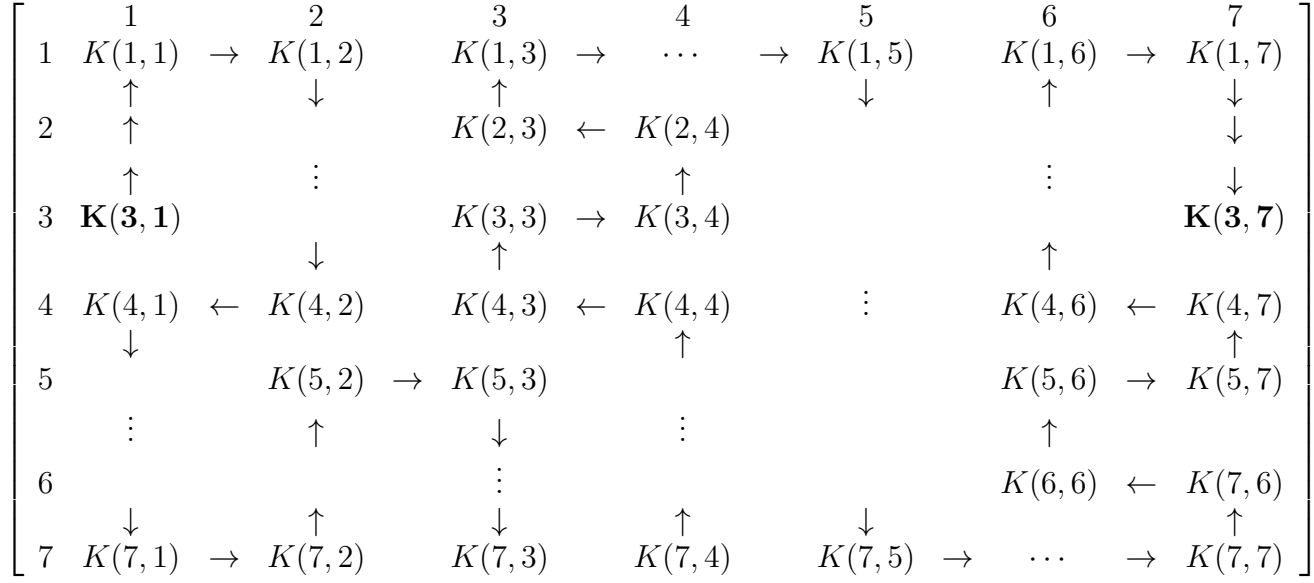 1 2 3 4 5 6 7
1 K(1,1) → K(1,2) K(1,3) → ⋯ → K(1,5) K(1,6) → K(1,7)
↑ ↓ ↑ ↓ ↑ ↓
2 ↑ K(2,3) ← K(2,4) ↓
↑ ⋮ ↑ ⋮ ↓
3 K(3,1) K(3,3) → K(3,4) K(3,7)
↓ ↑ ↑
4 K(4,1) ← K(4,2) K(4,3) ← K(4,4) ⋮ K(4,6) ← K(4,7)
↓ ↑ ↑
5 K(5,2) → K(5,3) K(5,6) → K(5,7)
⋮ ↑ ↓ ⋮ ↑
6 ⋮ K(6,6) ← K(7,6)
↓ ↑ ↓ ↑ ↓ ↑
7 K(7,1) → K(7,2) K(7,3) K(7,4) K(7,5) → ⋯ → K(7,7)